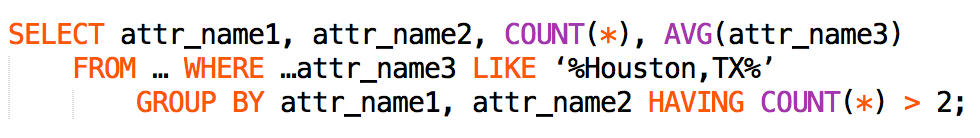 SELECT attr_name1, attr_name2, COUNT(*), AVG(attr_name3)
FROM … WHERE …attr_name3 LIKE ‘%Houston,TX%’
GROUP BY attr_name1, attr_name2 HAVING COUNT(*) > 2;